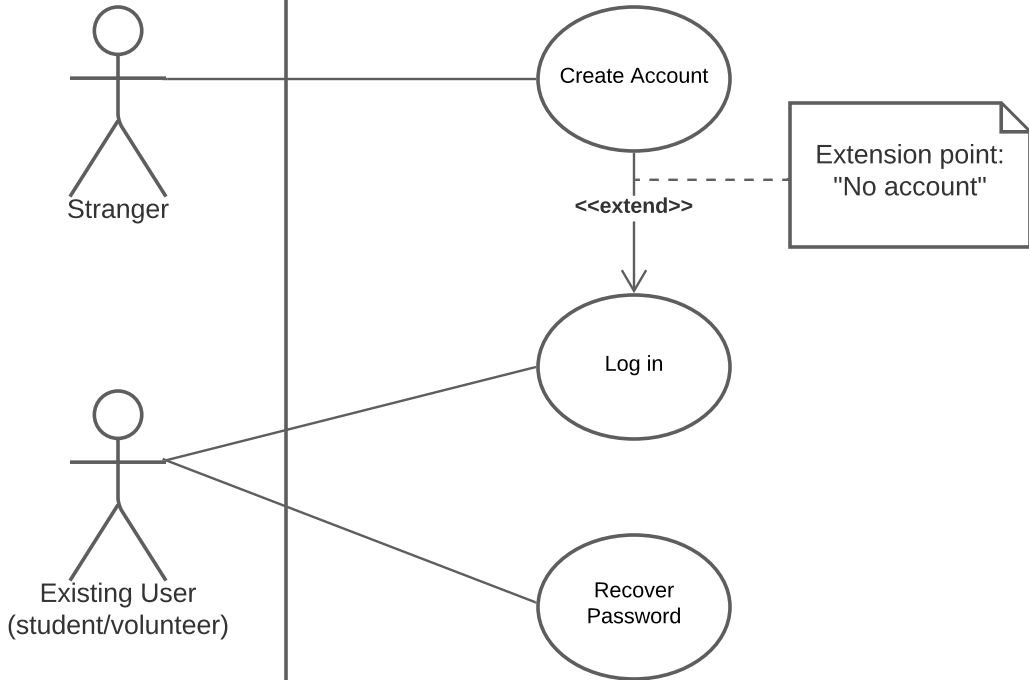 Create Account
Extension point:
"No account"
<<extend>>
Stranger
Log in
Existing User
(student/volunteer)
Recover
Password